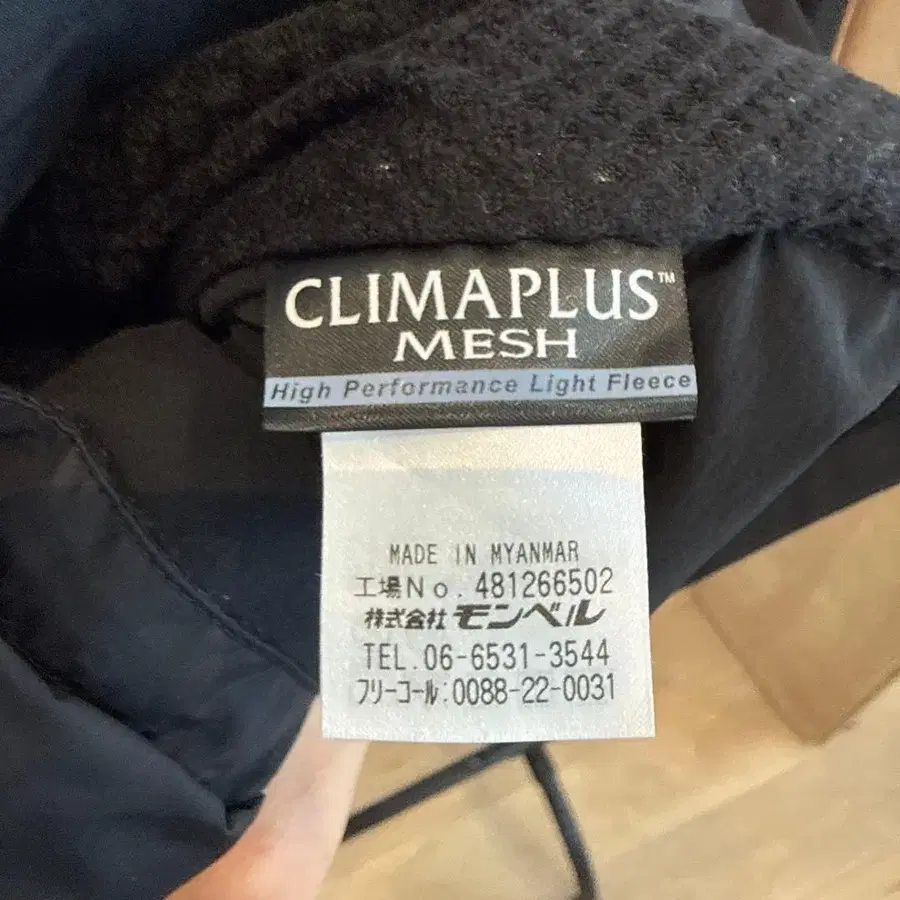 CLIMAPLUS™
MESH
High Performance Light Fleece
MADE IN MYANMAR
工場No.481266502
株式会社 モンベル
TEL.06-6531-3544
フリーコール:0088-22-0031